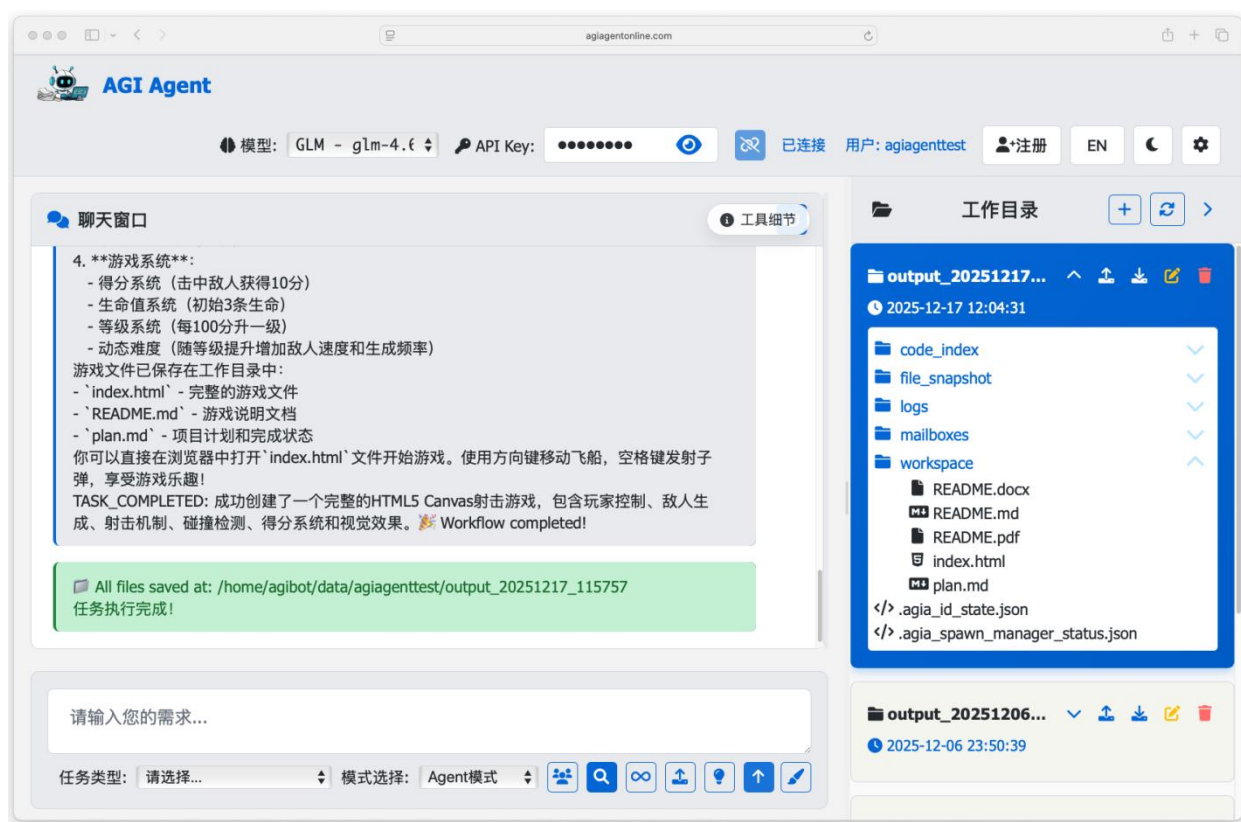 agiagentonline.com
AGI Agent
模型: GLM - glm-4.6 API Key: •••••••• 已连接 用户: agiagenttest 注册 EN
聊天窗口
工具细节
4. **游戏系统**:
- 得分系统（击中敌人获得10分）
- 生命值系统（初始3条生命）
- 等级系统（每100分升一级）
- 动态难度（随等级提升增加敌人速度和生成频率）
游戏文件已保存在工作目录中:
- `index.html` - 完整的游戏文件
- `README.md` - 游戏说明文档
- `plan.md` - 项目计划和完成状态
你可以直接在浏览器中打开`index.html`文件开始游戏。使用方向键移动飞船，空格键发射子
弹，享受游戏乐趣!
TASK_COMPLETED: 成功创建了一个完整的HTML5 Canvas射击游戏，包含玩家控制、敌人生
成、射击机制、碰撞检测、得分系统和视觉效果。🎉 Workflow completed!
All files saved at: /home/agibot/data/agiagenttest/output_20251217_115757
任务执行完成!
请输入您的需求...
任务类型: 请选择... 模式选择: Agent模式
工作目录
output_20251217...
2025-12-17 12:04:31
code_index
file_snapshot
logs
mailboxes
workspace
README.docx
README.md
README.pdf
index.html
plan.md
</> .agia_id_state.json
</> .agia_spawn_manager_status.json
output_20251206...
2025-12-06 23:50:39